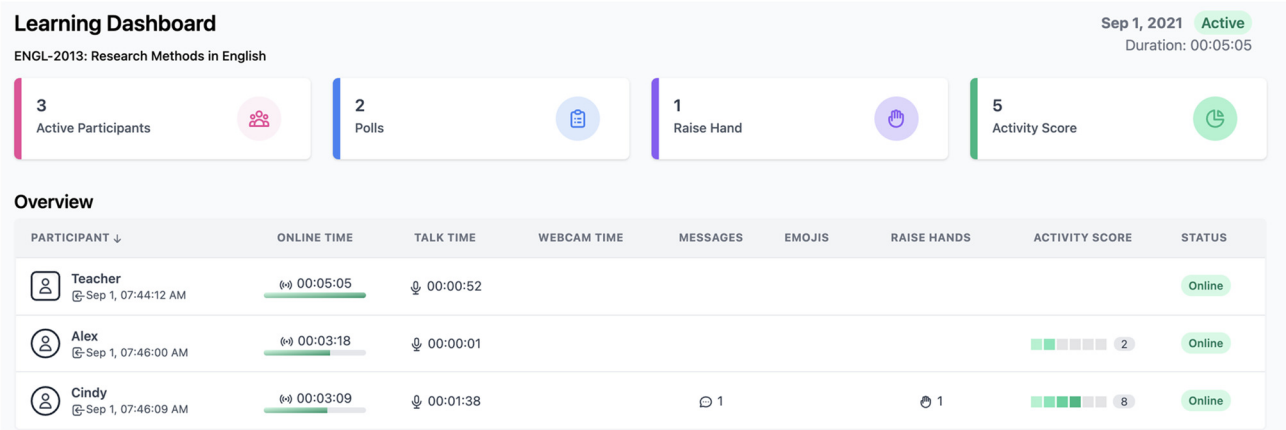 Learning Dashboard
Sep 1, 2021 Active
ENGL-2013: Research Methods in English
Duration: 00:05:05
3
Active Participants
2
Polls
1
Raise Hand
5
Activity Score
Overview
PARTICIPANT ONLINE TIME TALK TIME WEBCAM TIME MESSAGES EMOJIS RAISE HANDS ACTIVITY SCORE STATUS
Teacher
Sep 1, 07:44:12 AM
00:05:05 00:00:52 Online
Alex
Sep 1, 07:46:00 AM
00:03:18 00:00:01 2 Online
Cindy
Sep 1, 07:46:09 AM
00:03:09 00:01:38 1 1 8 Online